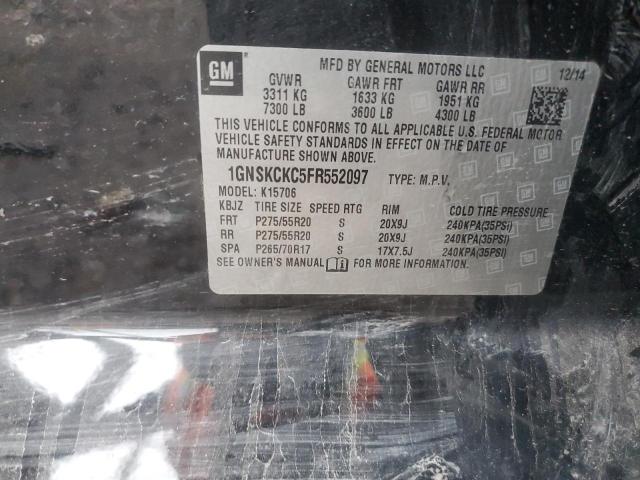 GM
MFD BY GENERAL MOTORS LLC
12/14
GVWR GAWR FRT GAWR RR
3311 KG 1633 KG 1951 KG
7300 LB 3600 LB 4300 LB
THIS VEHICLE CONFORMS TO ALL APPLICABLE U.S. FEDERAL MOTOR
VEHICLE SAFETY STANDARDS IN EFFECT ON THE DATE OF
MANUFACTURE SHOWN ABOVE.
1GNSKCKC5FR552097 TYPE: M.P.V.
MODEL: K15706
KBJZ TIRE SIZE SPEED RTG RIM COLD TIRE PRESSURE
FRT P275/55R20 S 20X9J 240KPA(35PSI)
RR P275/55R20 S 20X9J 240KPA(35PSI)
SPA P265/70R17 S 17X7.5J 240KPA(35PSI)
SEE OWNER'S MANUAL FOR MORE INFORMATION.